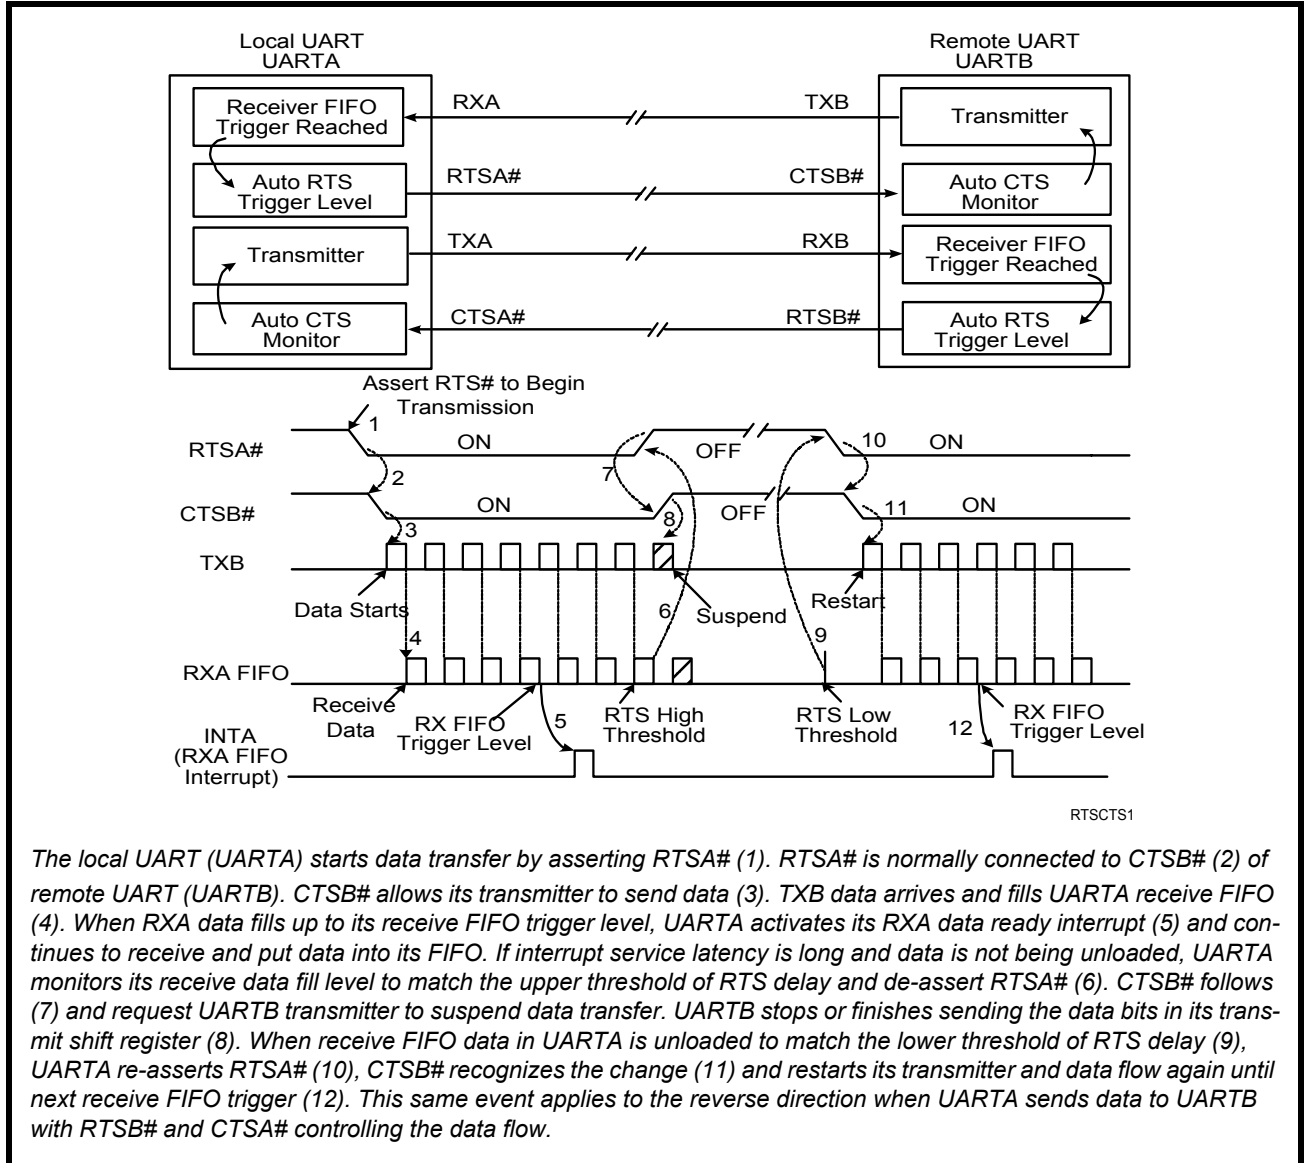 Local UART
UARTA
Remote UART
UARTB
Receiver FIFO
Trigger Reached
RXA
TXB
Transmitter
Auto RTS
Trigger Level
RTSA#
CTSB#
Auto CTS
Monitor
Transmitter
TXA
RXB
Receiver FIFO
Trigger Reached
Auto CTS
Monitor
CTSA#
RTSB#
Auto RTS
Trigger Level
Assert RTS# to Begin
Transmission
1
RTSA#
ON
OFF
10
ON
2
7
CTSB#
ON
8
OFF
11
ON
3
TXB
Data Starts
6
Suspend
Restart
4
9
RXA FIFO
Receive
Data
RX FIFO
Trigger Level
5
RTS High
Threshold
RTS Low
Threshold
12
RX FIFO
Trigger Level
INTA
(RXA FIFO
Interrupt)
RTSCTS1
The local UART (UARTA) starts data transfer by asserting RTSA# (1). RTSA# is normally connected to CTSB# (2) of
remote UART (UARTB). CTSB# allows its transmitter to send data (3). TXB data arrives and fills UARTA receive FIFO
(4). When RXA data fills up to its receive FIFO trigger level, UARTA activates its RXA data ready interrupt (5) and con-
tinues to receive and put data into its FIFO. If interrupt service latency is long and data is not being unloaded, UARTA
monitors its receive data fill level to match the upper threshold of RTS delay and de-assert RTSA# (6). CTSB# follows
(7) and request UARTB transmitter to suspend data transfer. UARTB stops or finishes sending the data bits in its trans-
mit shift register (8). When receive FIFO data in UARTA is unloaded to match the lower threshold of RTS delay (9),
UARTA re-asserts RTSA# (10), CTSB# recognizes the change (11) and restarts its transmitter and data flow again until
next receive FIFO trigger (12). This same event applies to the reverse direction when UARTA sends data to UARTB
with RTSB# and CTSA# controlling the data flow.